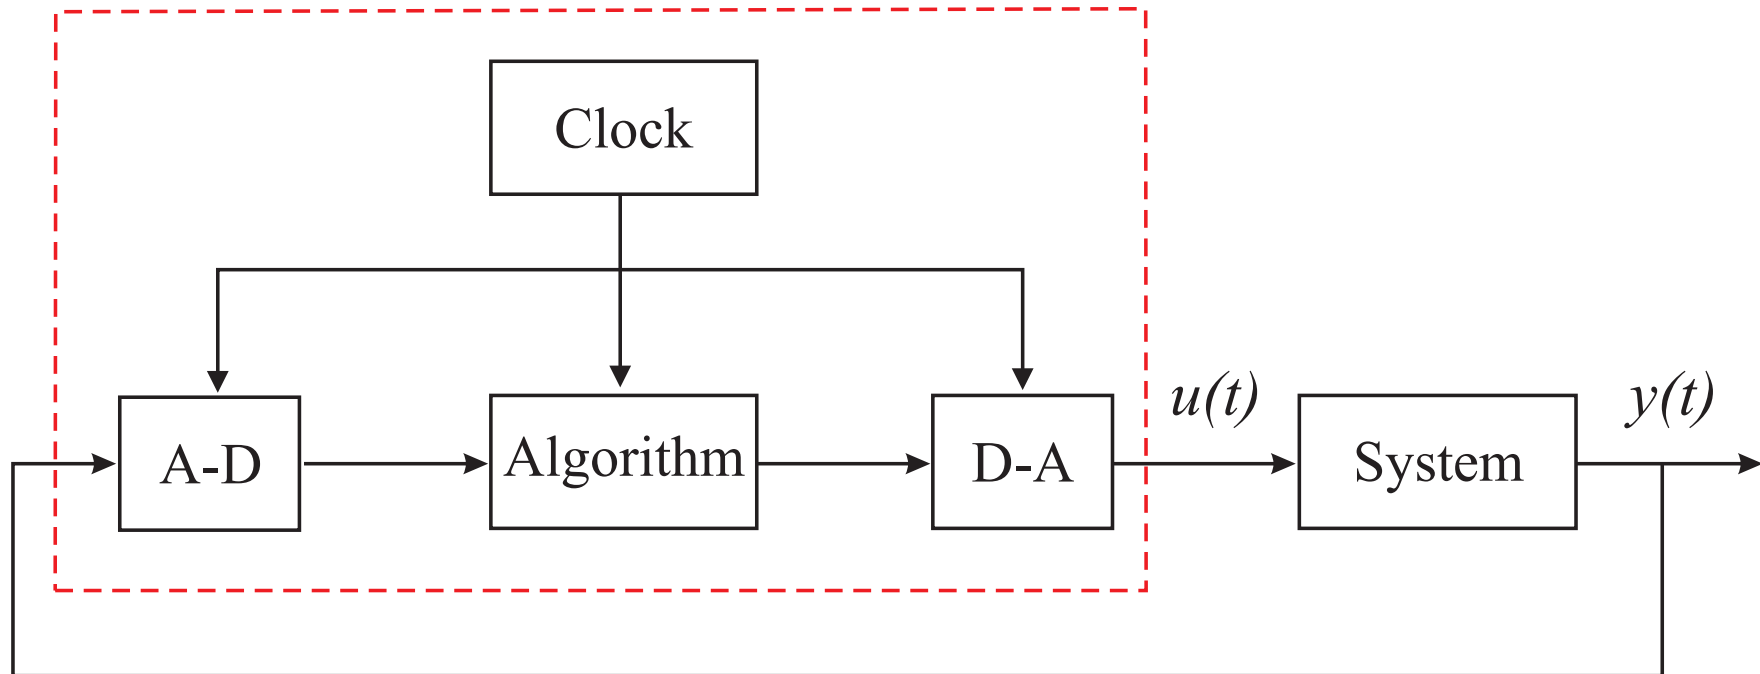 Clock
A-D
Algorithm
D-A
u(t)
System
y(t)